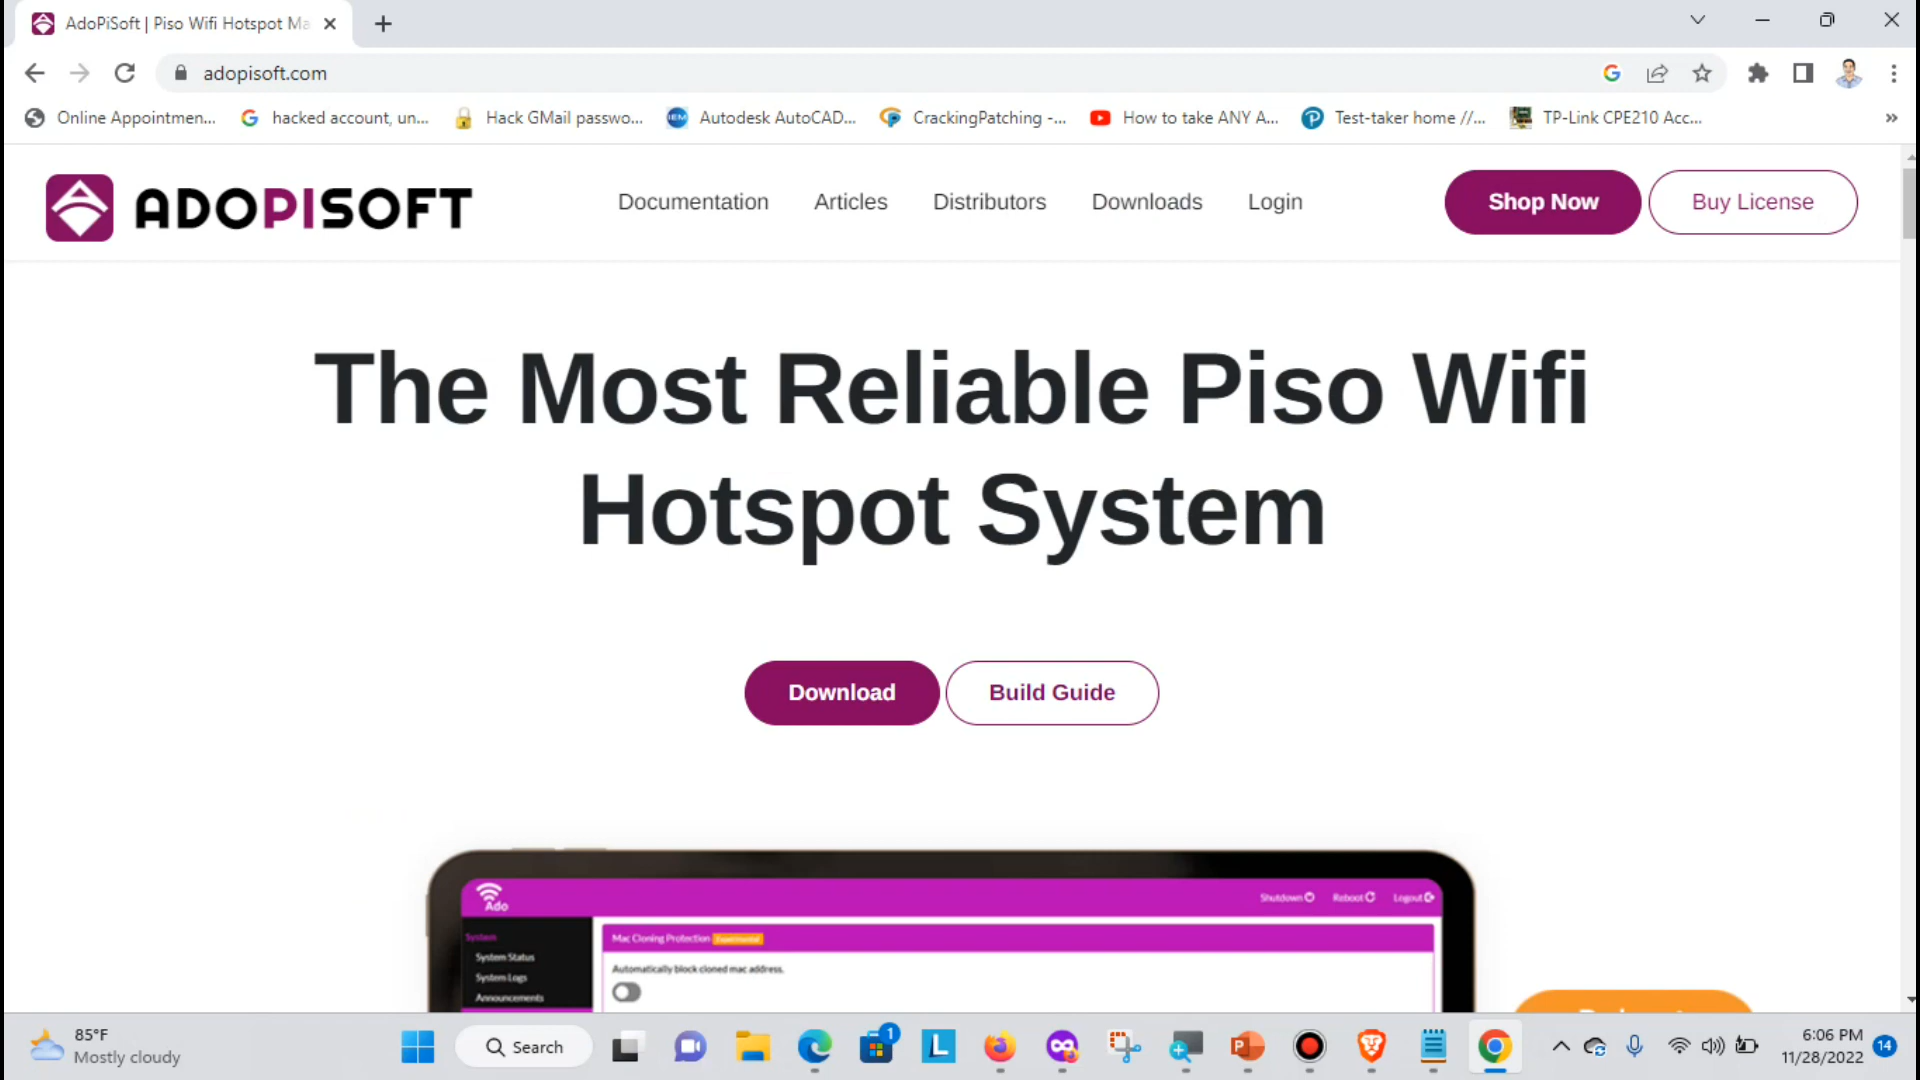 AdoPiSoft | Piso Wifi Hotspot Ma
adopisoft.com
Online Appointmen... hacked account, un... Hack GMail passwo... Autodesk AutoCAD... CrackingPatching -... How to take ANY A... Test-taker home //... TP-Link CPE210 Acc...
ADOPISOFT Documentation Articles Distributors Downloads Login Shop Now Buy License
The Most Reliable Piso Wifi
Hotspot System
Download Build Guide
Ado Shutdown Reboot Logout
System Mac Cloning Protection Experimental
System Status
Automatically block cloned mac address.
System Logs
Announcements
85°F
Mostly cloudy
Search
1
6:06 PM
11/28/2022
14